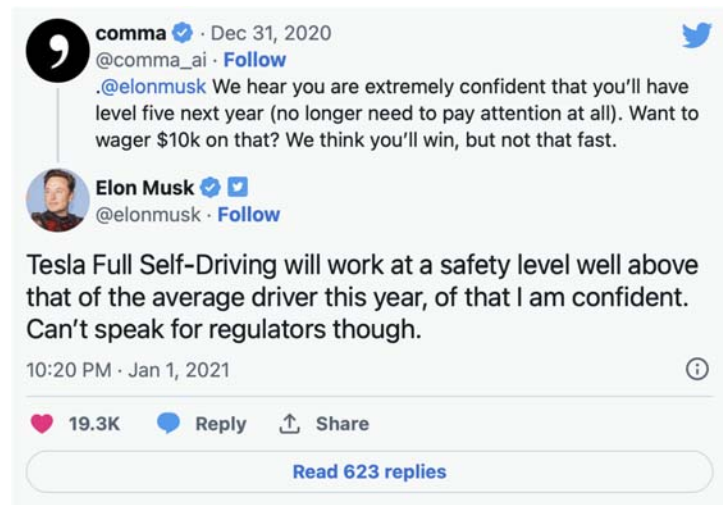 comma · Dec 31, 2020
@comma_ai · Follow
.@elonmusk We hear you are extremely confident that you’ll have
level five next year (no longer need to pay attention at all). Want to
wager $10k on that? We think you’ll win, but not that fast.
Elon Musk
@elonmusk · Follow
Tesla Full Self-Driving will work at a safety level well above
that of the average driver this year, of that I am confident.
Can’t speak for regulators though.
10:20 PM · Jan 1, 2021
19.3K Reply Share
Read 623 replies